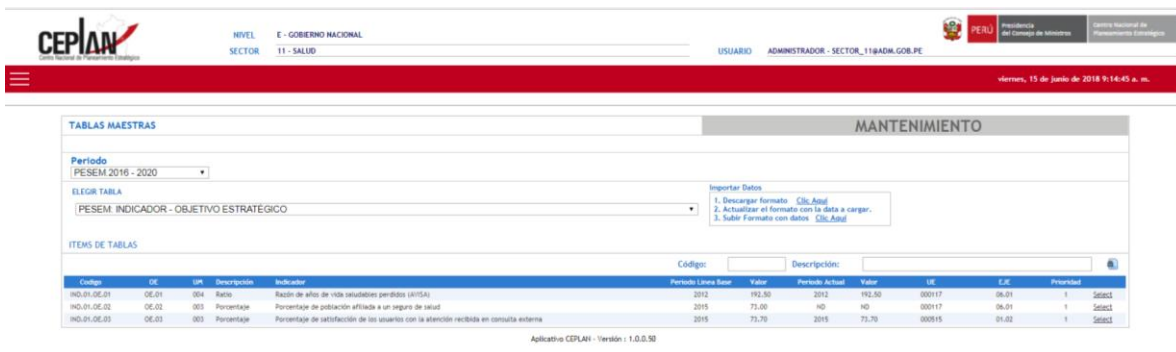 CEPLAN
Centro Nacional de Planeamiento Estratégico
NIVEL E - GOBIERNO NACIONAL
SECTOR 11 - SALUD
USUARIO ADMINISTRADOR - SECTOR_11@ADM.GOB.PE
PERÚ Presidencia del Consejo de Ministros
Centro Nacional de Planeamiento Estratégico
viernes, 15 de junio de 2018 9:14:45 a. m.
TABLAS MAESTRAS
MANTENIMIENTO
Periodo
PESEM.2016 - 2020
ELEGIR TABLA
PESEM: INDICADOR - OBJETIVO ESTRATÉGICO
Importar Datos
1. Descargar formato Clic Aquí
2. Actualizar el formato con la data a cargar.
3. Subir Formato con datos Clic Aquí
ITEMS DE TABLAS
Código: Descripción:
Codigo OE UM Descripción Indicador Periodo Línea Base Valor Periodo Actual Valor UE EJE Prioridad
IND.01.OE.01 OE.01 004 Ratio Razón de años de vida saludables perdidos (AVISA) 2012 192.50 2012 192.50 000117 06.01 1 Select
IND.01.OE.02 OE.02 003 Porcentaje Porcentaje de población afiliada a un seguro de salud 2015 73.00 ND ND 000117 06.01 1 Select
IND.01.OE.03 OE.03 003 Porcentaje Porcentaje de satisfacción de los usuarios con la atención recibida en consulta externa 2015 73.70 2015 73.70 000515 01.02 1 Select
Aplicativo CEPLAN - Versión : 1.0.0.50